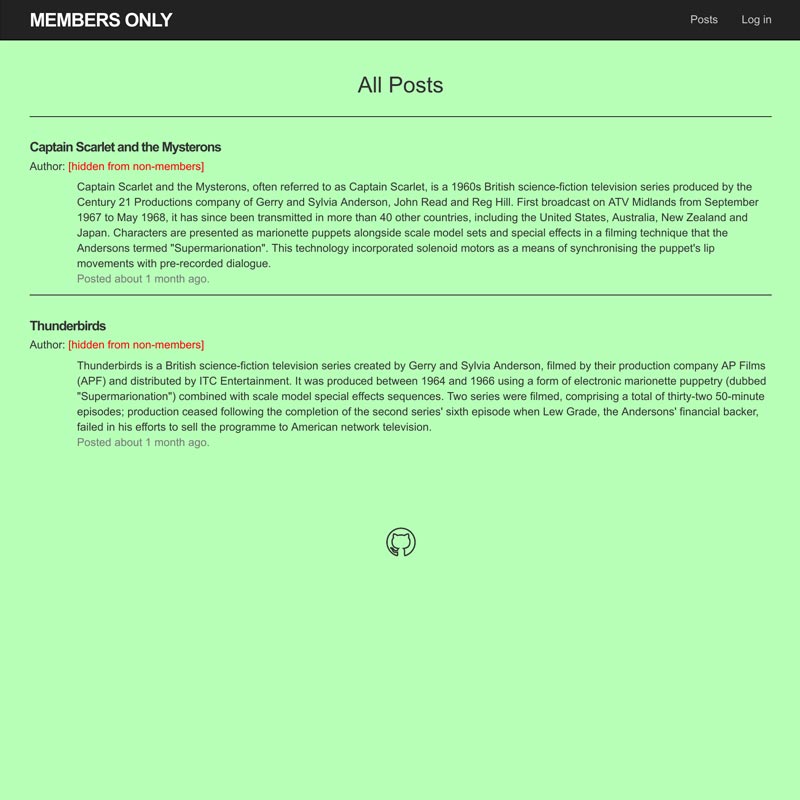 MEMBERS ONLY
Posts
Log in
All Posts
Captain Scarlet and the Mysterons
Author: [hidden from non-members]
Captain Scarlet and the Mysterons, often referred to as Captain Scarlet, is a 1960s British science-fiction television series produced by the
Century 21 Productions company of Gerry and Sylvia Anderson, John Read and Reg Hill. First broadcast on ATV Midlands from September
1967 to May 1968, it has since been transmitted in more than 40 other countries, including the United States, Australia, New Zealand and
Japan. Characters are presented as marionette puppets alongside scale model sets and special effects in a filming technique that the
Andersons termed "Supermarionation". This technology incorporated solenoid motors as a means of synchronising the puppet's lip
movements with pre-recorded dialogue.
Posted about 1 month ago.
Thunderbirds
Author: [hidden from non-members]
Thunderbirds is a British science-fiction television series created by Gerry and Sylvia Anderson, filmed by their production company AP Films
(APF) and distributed by ITC Entertainment. It was produced between 1964 and 1966 using a form of electronic marionette puppetry (dubbed
"Supermarionation") combined with scale model special effects sequences. Two series were filmed, comprising a total of thirty-two 50-minute
episodes; production ceased following the completion of the second series' sixth episode when Lew Grade, the Andersons' financial backer,
failed in his efforts to sell the programme to American network television.
Posted about 1 month ago.